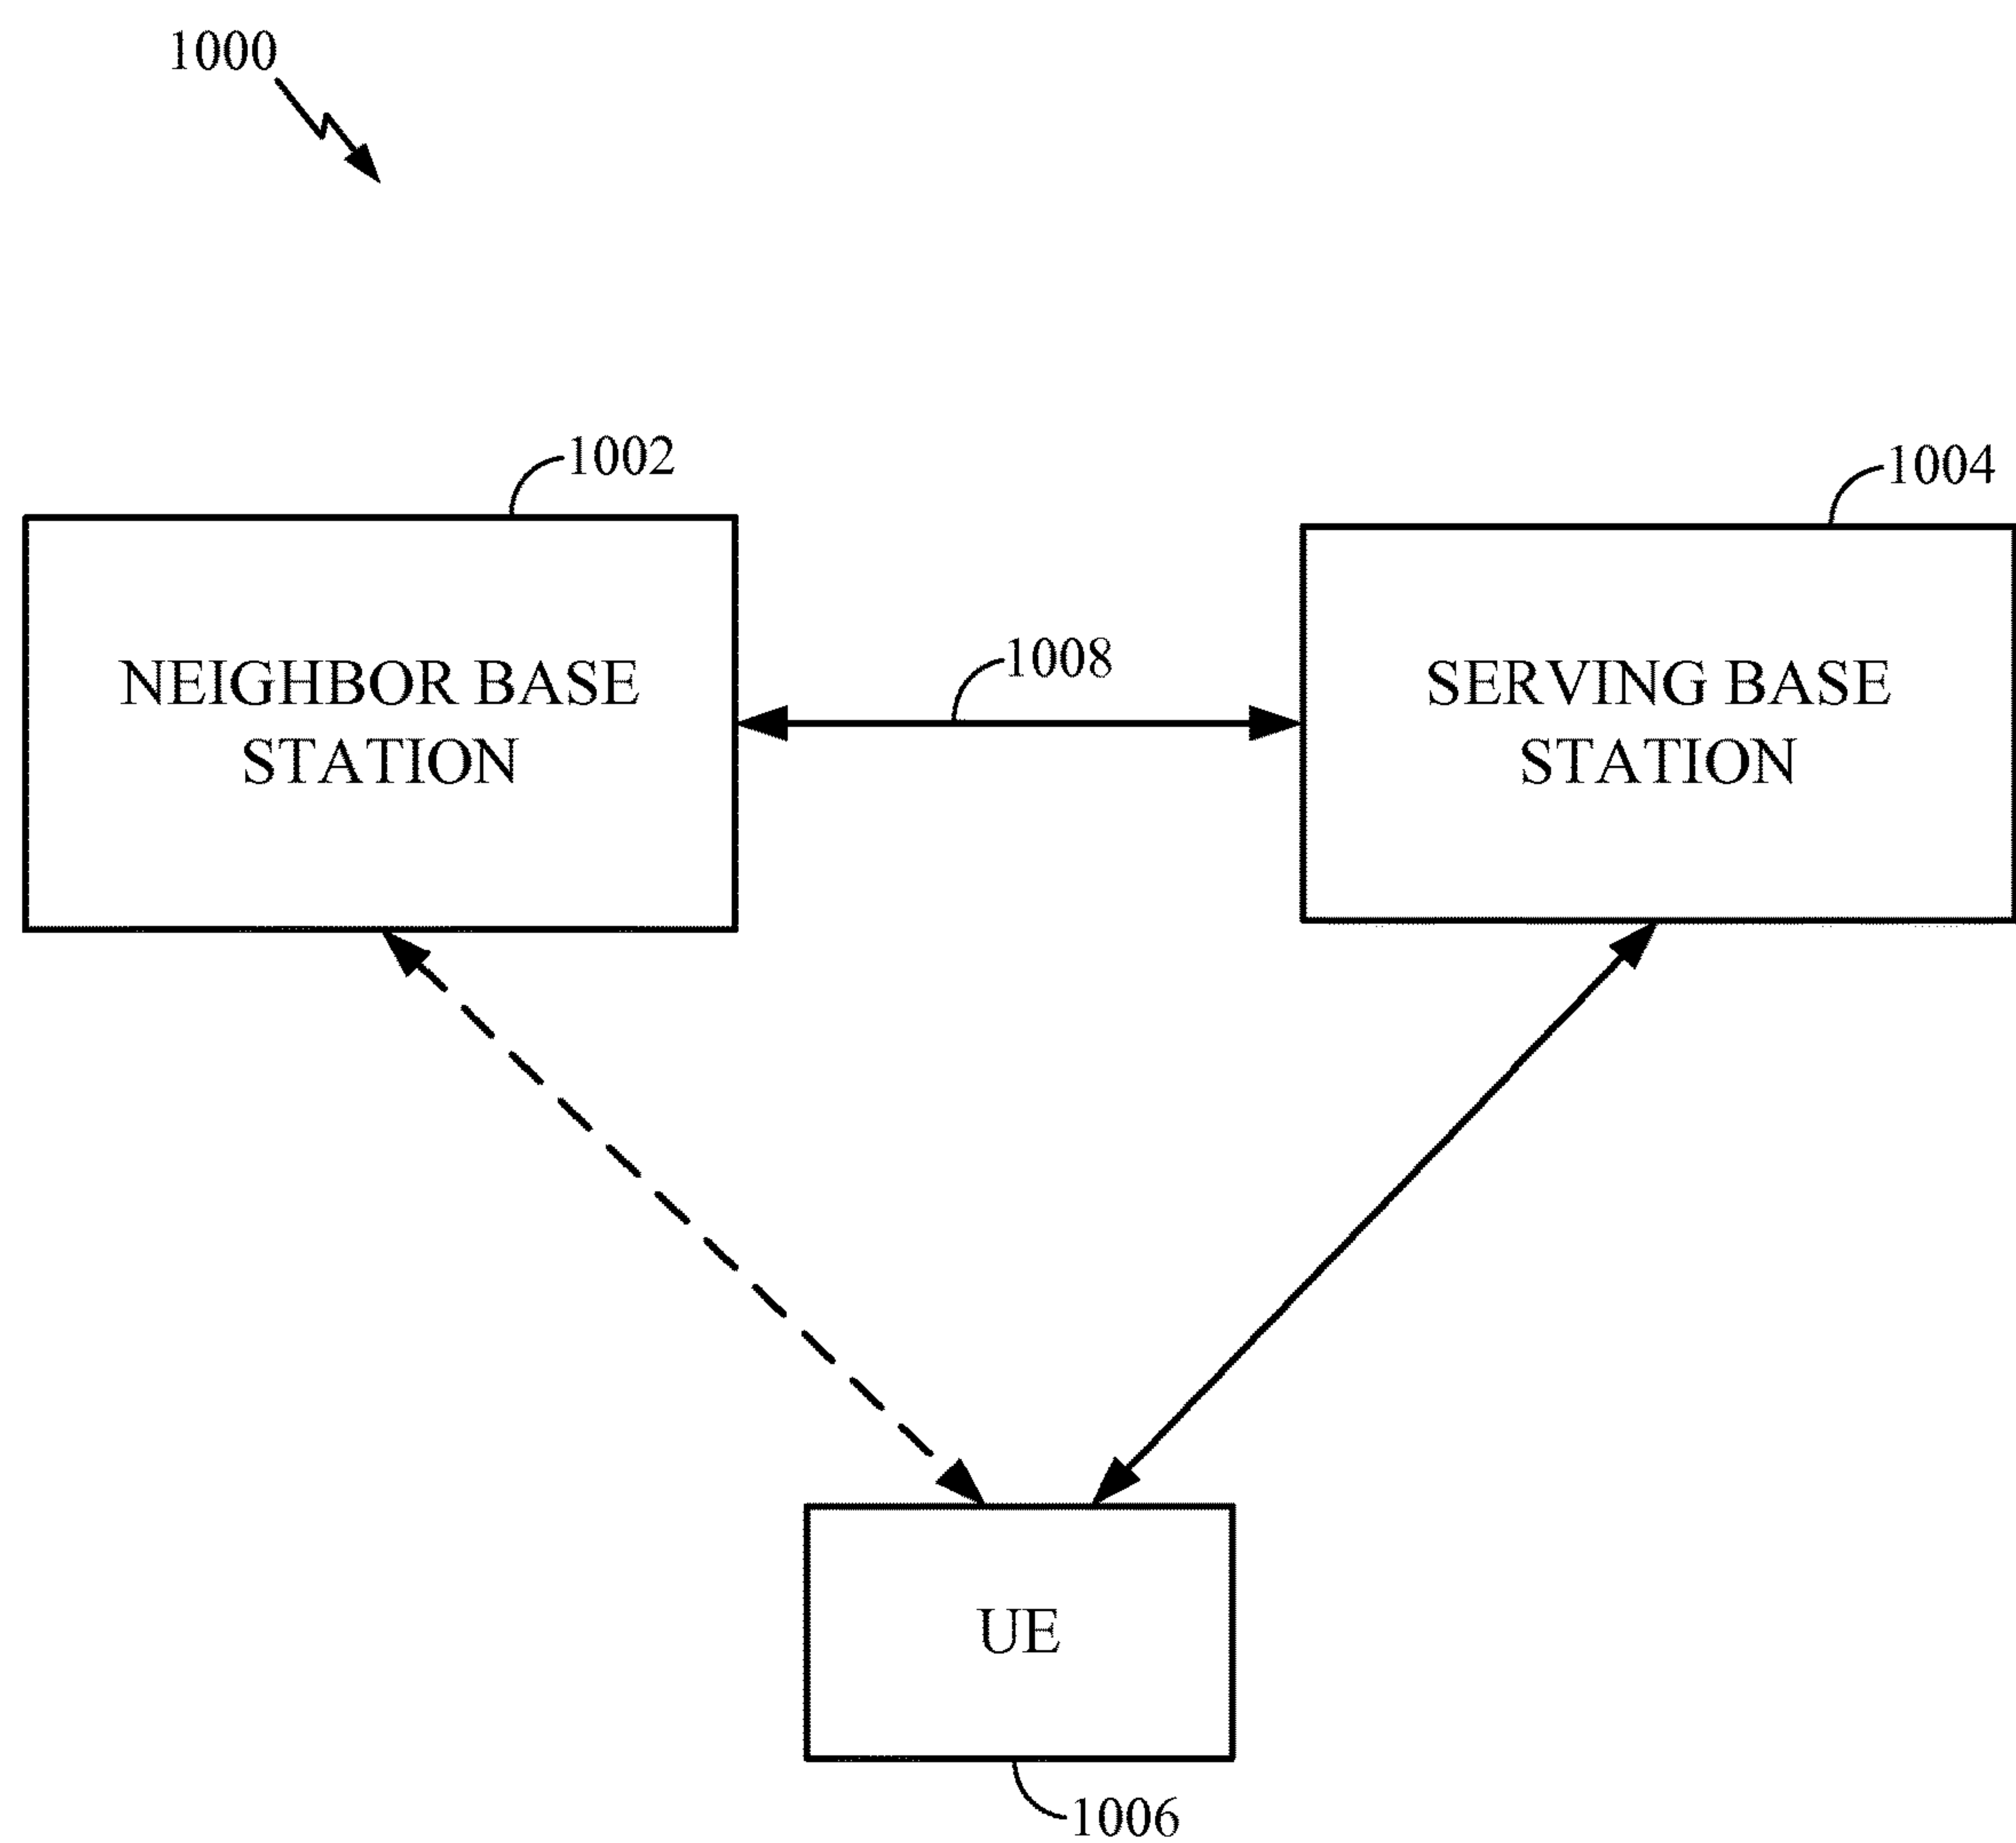 1000
1002
1004
NEIGHBOR BASE
STATION
1008
SERVING BASE
STATION
UE
1006